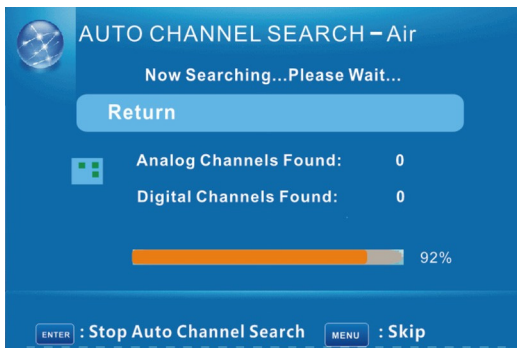 AUTO CHANNEL SEARCH – Air
Now Searching...Please Wait...
Return
Analog Channels Found: 0
Digital Channels Found: 0
92%
ENTER : Stop Auto Channel Search MENU : Skip